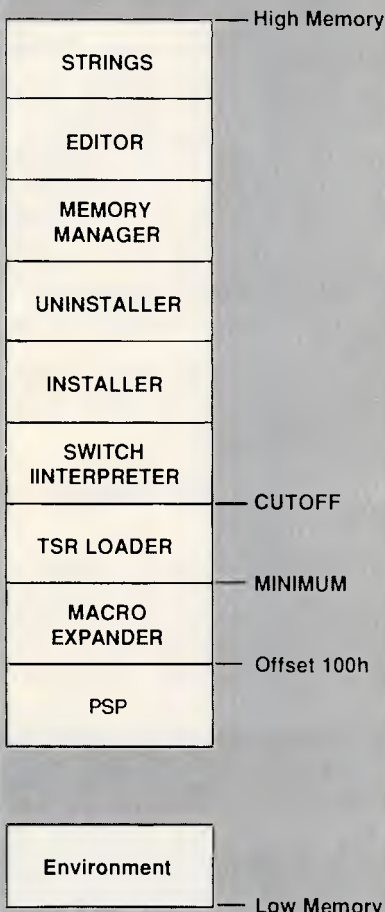 High Memory
STRINGS
EDITOR
MEMORY
MANAGER
UNINSTALLER
INSTALLER
SWITCH
IINTERPRETER
CUTOFF
TSR LOADER
MINIMUM
MACRO
EXPANDER
Offset 100h
PSP
Environment
Low Memory